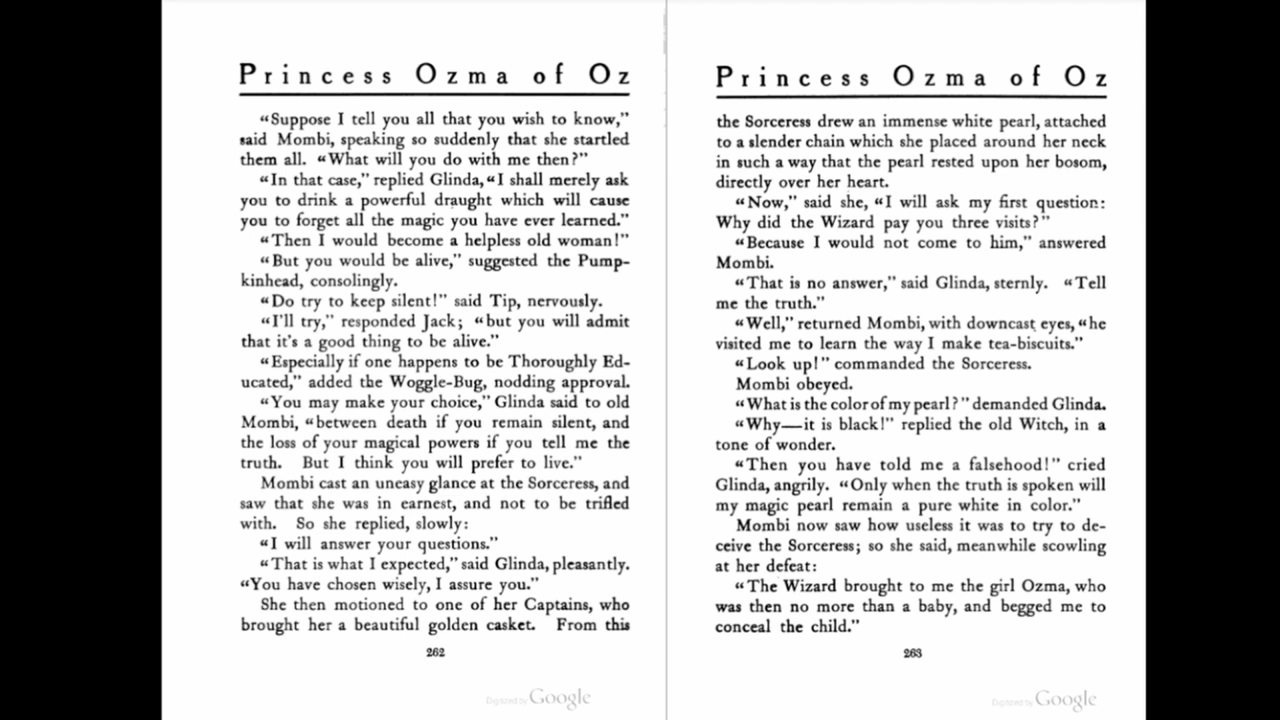 Princess Ozma of Oz
“Suppose I tell you all that you wish to know,”
said Mombi, speaking so suddenly that she startled
them all. “What will you do with me then?”
“In that case,” replied Glinda, “I shall merely ask
you to drink a powerful draught which will cause
you to forget all the magic you have ever learned.”
“Then I would become a helpless old woman!”
“But you would be alive,” suggested the Pump-
kinhead, consolingly.
“Do try to keep silent!” said Tip, nervously.
“I'll try,” responded Jack; “but you will admit
that it's a good thing to be alive.”
“Especially if one happens to be Thoroughly Ed-
ucated,” added the Woggle-Bug, nodding approval.
“You may make your choice,” Glinda said to old
Mombi, “between death if you remain silent, and
the loss of your magical powers if you tell me the
truth. But I think you will prefer to live.”
Mombi cast an uneasy glance at the Sorceress, and
saw that she was in earnest, and not to be trifled
with. So she replied, slowly:
“I will answer your questions.”
“That is what I expected,” said Glinda, pleasantly.
“You have chosen wisely, I assure you.”
She then motioned to one of her Captains, who
brought her a beautiful golden casket. From this
262
Digitized by Google
Princess Ozma of Oz
the Sorceress drew an immense white pearl, attached
to a slender chain which she placed around her neck
in such a way that the pearl rested upon her bosom,
directly over her heart.
“Now,” said she, “I will ask my first question:
Why did the Wizard pay you three visits?”
“Because I would not come to him,” answered
Mombi.
“That is no answer,” said Glinda, sternly. “Tell
me the truth.”
“Well,” returned Mombi, with downcast eyes, “he
visited me to learn the way I make tea-biscuits.”
“Look up!” commanded the Sorceress.
Mombi obeyed.
“What is the color of my pearl?” demanded Glinda.
“Why—it is black!” replied the old Witch, in a
tone of wonder.
“Then you have told me a falsehood!” cried
Glinda, angrily. “Only when the truth is spoken will
my magic pearl remain a pure white in color.”
Mombi now saw how useless it was to try to de-
ceive the Sorceress; so she said, meanwhile scowling
at her defeat:
“The Wizard brought to me the girl Ozma, who
was then no more than a baby, and begged me to
conceal the child.”
263
Digitized by Google